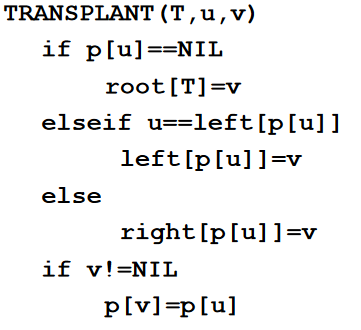 TRANSPLANT(T,u,v)
if p[u]==NIL
root[T]=v
elseif u==left[p[u]]
left[p[u]]=v
else
right[p[u]]=v
if v!=NIL
p[v]=p[u]